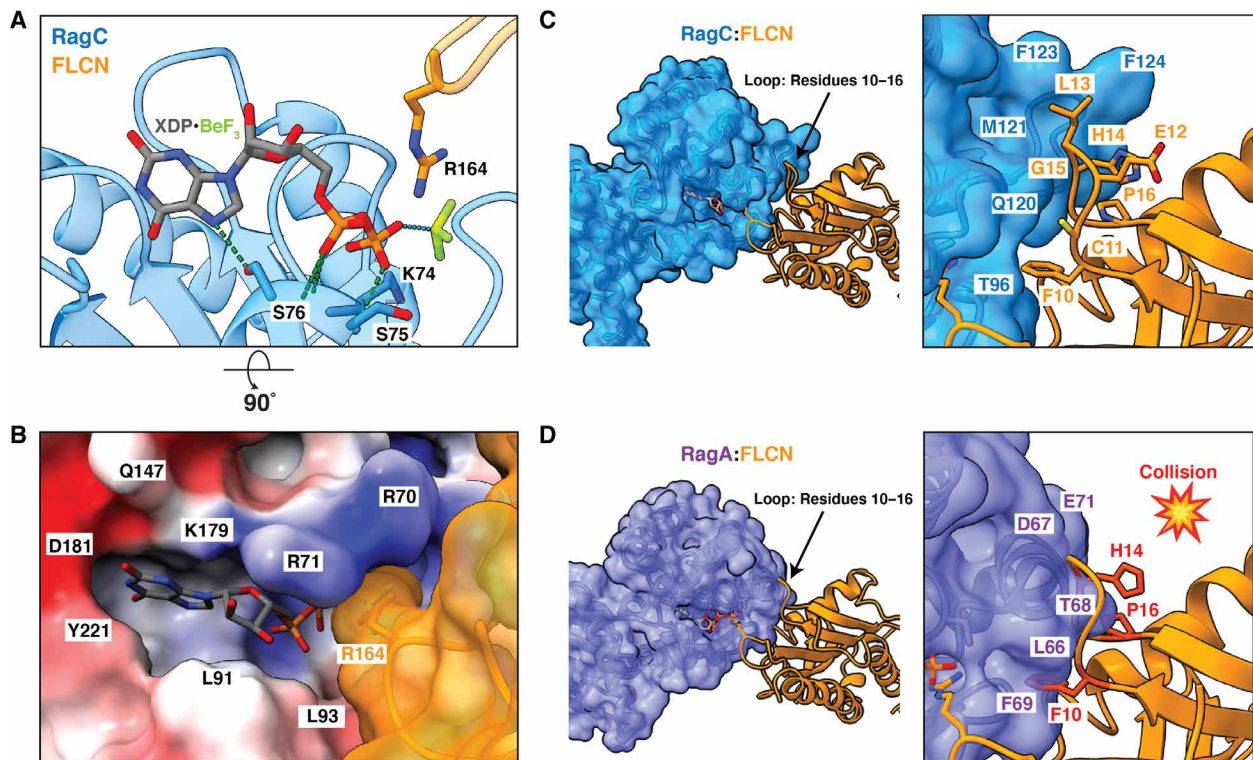 A
RagC
FLCN
XDP•BeF₃
R164
K74
S76
S75
90°
B
Q147
R70
K179
D181
R71
Y221
R164
L91
L93
C
RagC:FLCN
Loop: Residues 10–16
F123
F124
L13
M121
H14
E12
G15
P16
Q120
C11
T96
F10
D
RagA:FLCN
Loop: Residues 10–16
Collision
E71
D67
H14
T68
P16
L66
F69
F10